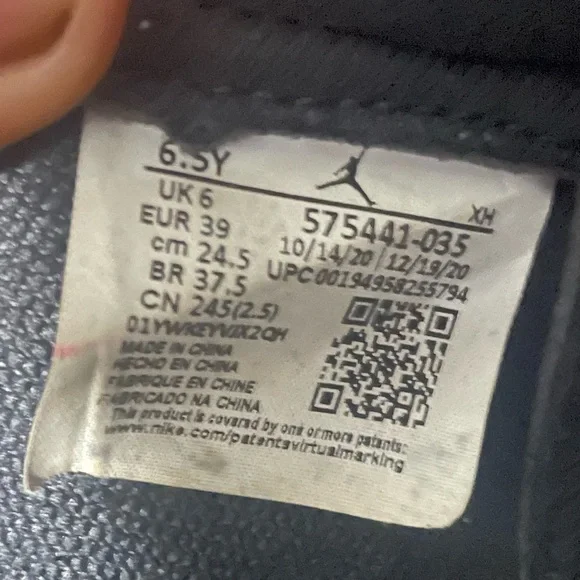 6.5Y
UK 6
EUR 39
cm 24.5
BR 37.5
CN 245(2.5)
XH
575441-035
10/14/20 12/19/20
UPC00194958255794
MADE IN CHINA
HECHO EN CHINA
FABRIQUE EN CHINE
FABRICADO NA CHINA
This product is covered by one or more patents:
www.nike.com/patentsvirtualmarking